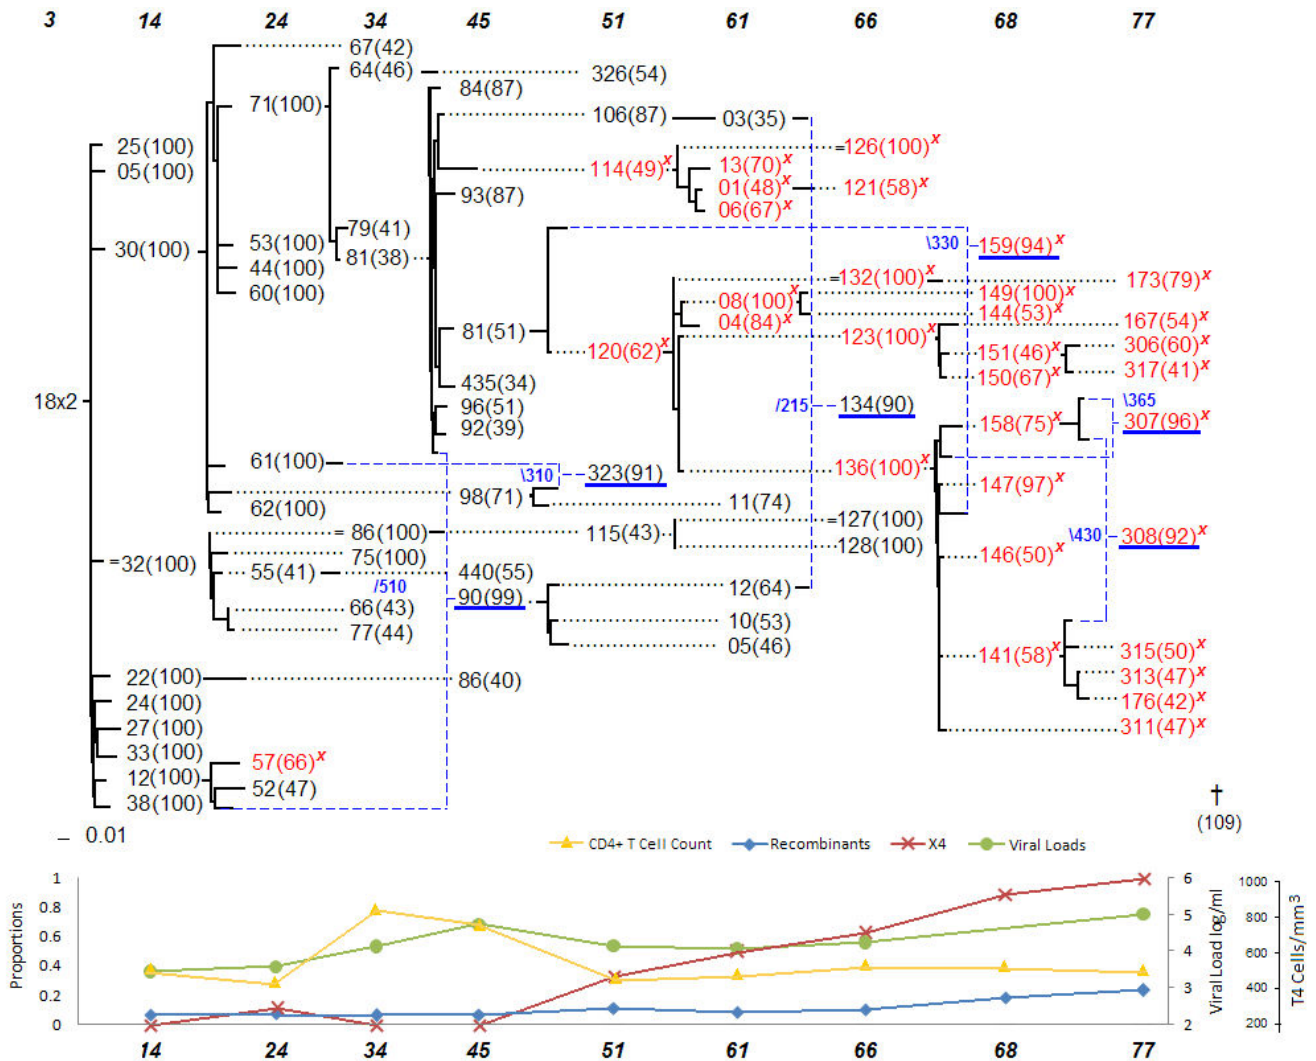 3 14 24 34 45 51 61 66 68 77
67(42)
64(46) 326(54)
84(87)
71(100) 106(87) 03(35)
25(100) =126(100)x
05(100) 114(49)x 13(70)x
93(87) 01(48)x 121(58)x
06(67)x
30(100) 53(100) 79(41) \330 159(94)x
44(100) 81(38)
60(100) =132(100)x 173(79)x
08(100)x 149(100)x
04(84)x 144(53)x
81(51) 123(100)x 167(54)x
120(62)x 151(46)x 306(60)x
150(67)x 317(41)x
435(34)
18x2 96(51) /215 134(90) \365
92(39) 158(75)x 307(96)x
61(100) \310 323(91) 136(100)x
98(71) 11(74) 147(97)x
62(100)
=86(100) 115(43) =127(100)
75(100) 128(100) \430 308(92)x
=32(100) 55(41) 440(55) 146(50)x
/510 90(99) 12(64)
66(43)
77(44) 10(53)
05(46) 141(58)x 315(50)x
22(100) 86(40) 313(47)x
24(100) 176(42)x
27(100) 311(47)x
33(100) 57(66)x
12(100) 52(47)
38(100)
– 0.01 †
(109)
CD4+ T Cell Count Recombinants X4 Viral Loads
Proportions
1
0.8
0.6
0.4
0.2
0
6
5
4
3
2
Viral Load log/ml
1000
800
600
400
200
T4 Cells/mm3
14 24 34 45 51 61 66 68 77